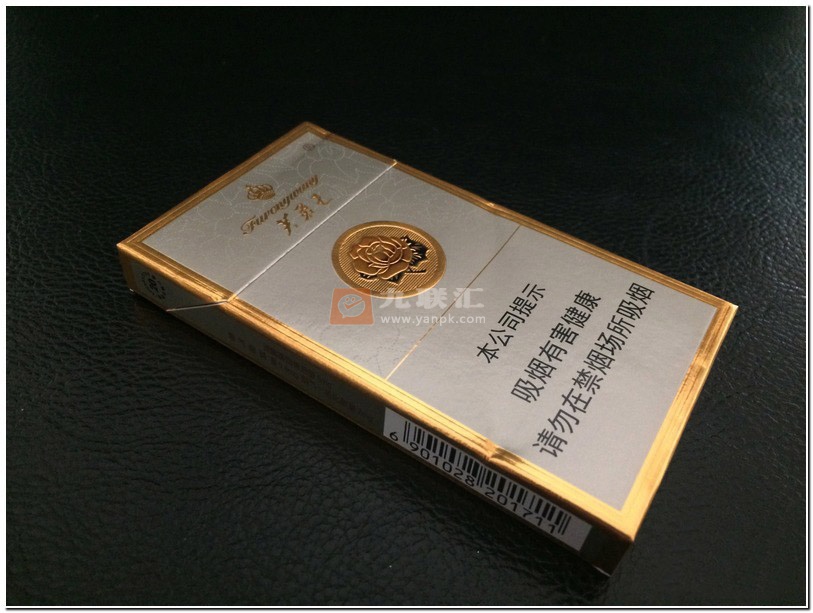 Furongwang
芙蓉王
九联汇
www.yanpk.com
本公司提示
吸烟有害健康
请勿在禁烟场所吸烟
6 901028 201711